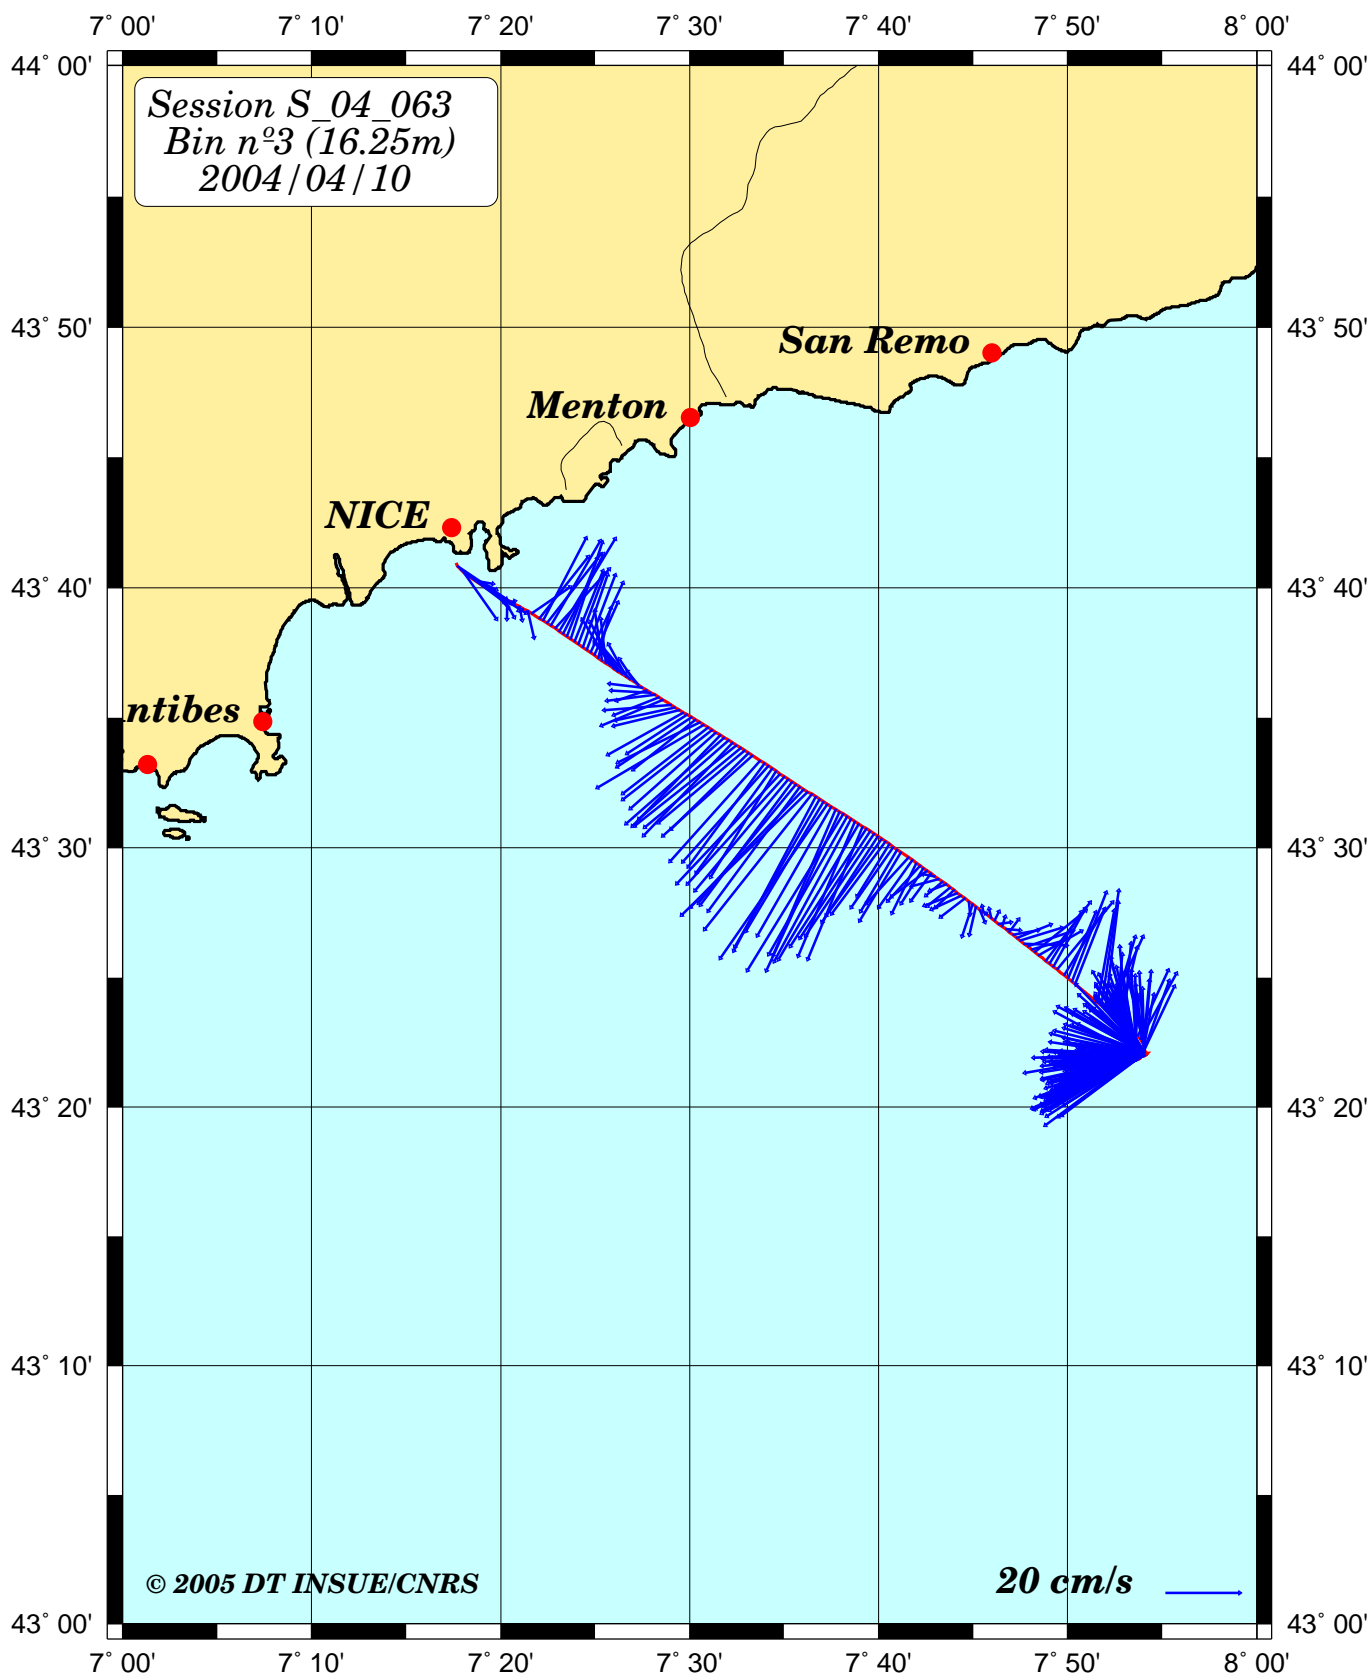 7° 00' 7° 10' 7° 20' 7° 30' 7° 40' 7° 50' 8° 00'
44° 00' 44° 00'
Session S_04_063
Bin nº3 (16.25m)
2004/04/10
43° 50' 43° 50'
San Remo
Menton
NICE
43° 40' 43° 40'
ntibes
43° 30' 43° 30'
43° 20' 43° 20'
43° 10' 43° 10'
© 2005 DT INSUE/CNRS
20 cm/s
43° 00' 43° 00'
7° 00' 7° 10' 7° 20' 7° 30' 7° 40' 7° 50' 8° 00'